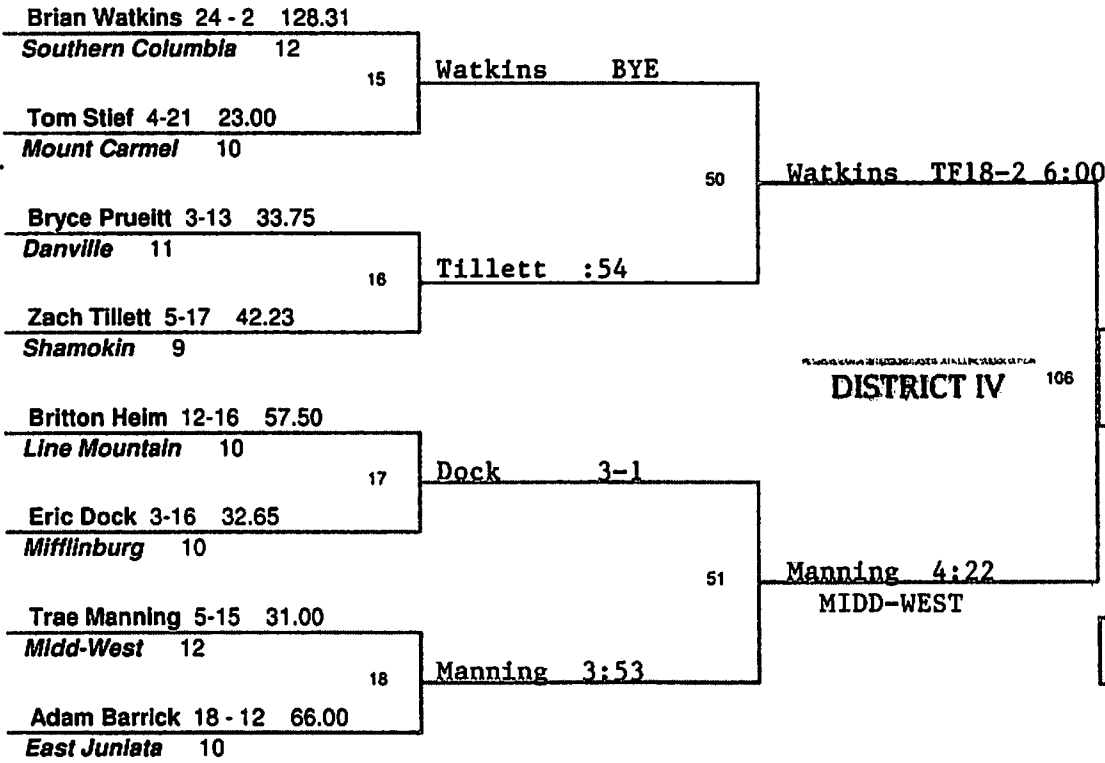 Brian Watkins 24 - 2 128.31
Southern Columbia 12
15
Watkins BYE
Tom Stief 4-21 23.00
Mount Carmel 10
50
Watkins TF18-2 6:00
Bryce Prueitt 3-13 33.75
Danville 11
16
Tillett :54
Zach Tillett 5-17 42.23
Shamokin 9
DISTRICT IV
106
Britton Heim 12-16 57.50
Line Mountain 10
17
Dock 3-1
Eric Dock 3-16 32.65
Mifflinburg 10
51
Manning 4:22
MIDD-WEST
Trae Manning 5-15 31.00
Midd-West 12
18
Manning 3:53
Adam Barrick 18 - 12 66.00
East Juniata 10